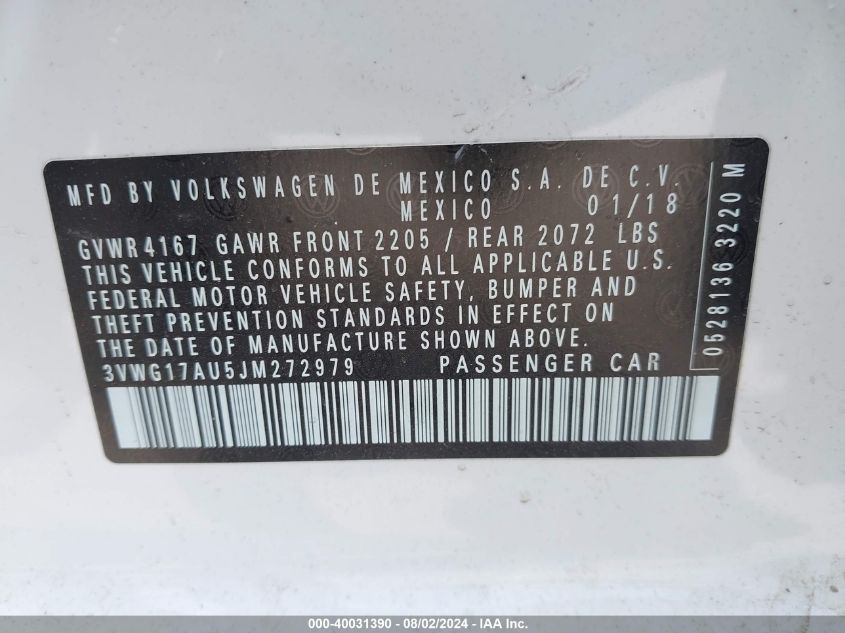 MFD BY VOLKSWAGEN DE MEXICO S.A. DE C.V.
MEXICO 01/18
GVWR 4167 GAWR FRONT 2205 / REAR 2072 LBS
THIS VEHICLE CONFORMS TO ALL APPLICABLE U.S.
FEDERAL MOTOR VEHICLE SAFETY, BUMPER AND
THEFT PREVENTION STANDARDS IN EFFECT ON
THE DATE OF MANUFACTURE SHOWN ABOVE.
3VWG17AU5JM272979 PASSENGER CAR
0528136 3220 M
000-40031390 - 08/02/2024 - IAA Inc.